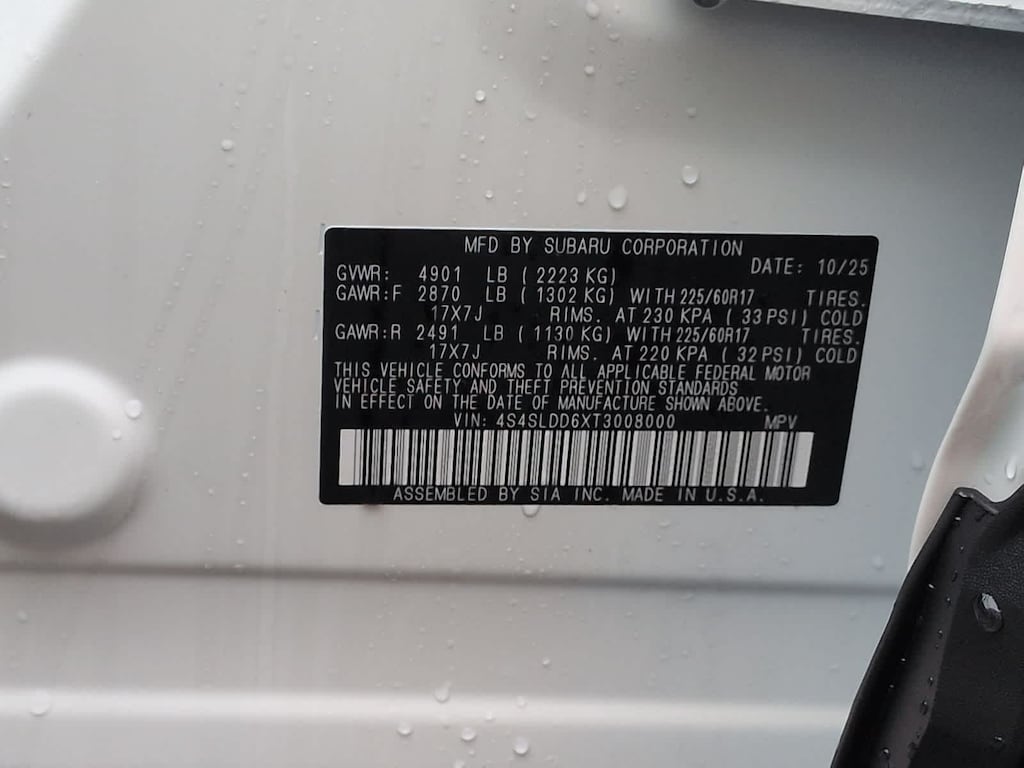 MFD BY SUBARU CORPORATION
GVWR: 4901 LB ( 2223 KG) DATE: 10/25
GAWR:F 2870 LB ( 1302 KG) WITH 225/60R17 TIRES.
17X7J RIMS. AT 230 KPA ( 33 PSI) COLD
GAWR:R 2491 LB ( 1130 KG) WITH 225/60R17 TIRES.
17X7J RIMS. AT 220 KPA ( 32 PSI) COLD
THIS VEHICLE CONFORMS TO ALL APPLICABLE FEDERAL MOTOR
VEHICLE SAFETY AND THEFT PREVENTION STANDARDS
IN EFFECT ON THE DATE OF MANUFACTURE SHOWN ABOVE.
VIN: 4S4SLDD6XT3008000 MPV
ASSEMBLED BY SIA INC. MADE IN U.S.A.